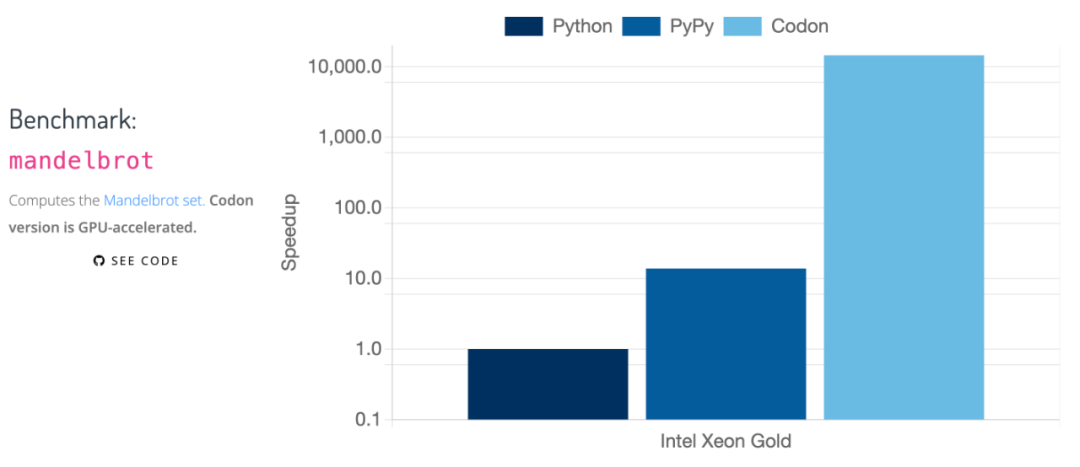 Benchmark:
mandelbrot
Computes the Mandelbrot set. Codon
version is GPU-accelerated.
SEE CODE
Python PyPy Codon
Speedup
10,000.0
1,000.0
100.0
10.0
1.0
0.1
Intel Xeon Gold